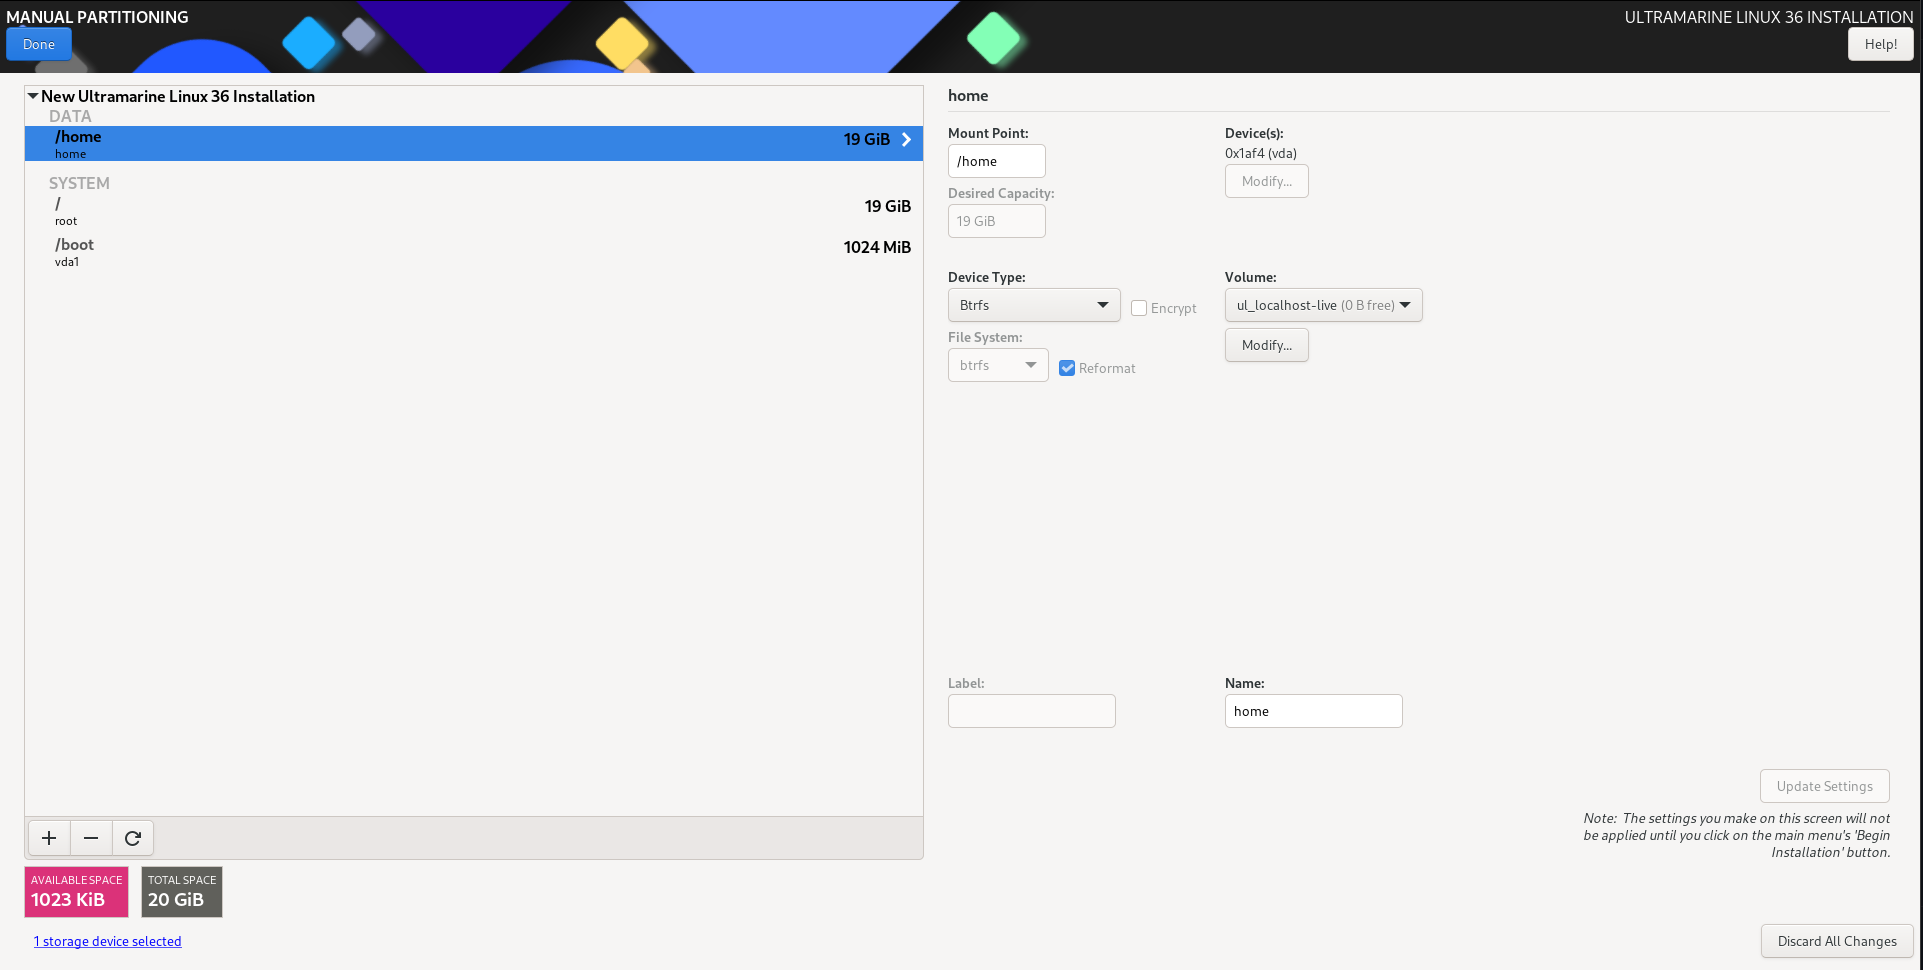 MANUAL PARTITIONING
ULTRAMARINE LINUX 36 INSTALLATION
Done
Help!
New Ultramarine Linux 36 Installation
DATA
/home
19 GiB
home
SYSTEM
/
19 GiB
root
/boot
1024 MiB
vda1
home
Mount Point:
/home
Device(s):
0x1af4 (vda)
Modify...
Desired Capacity:
19 GiB
Device Type:
Btrfs
Encrypt
Volume:
ul_localhost-live (0 B free)
Modify...
File System:
btrfs
Reformat
Label:
Name:
home
Update Settings
Note:  The settings you make on this screen will not
be applied until you click on the main menu's 'Begin
Installation' button.
AVAILABLE SPACE
1023 KiB
TOTAL SPACE
20 GiB
1 storage device selected
Discard All Changes